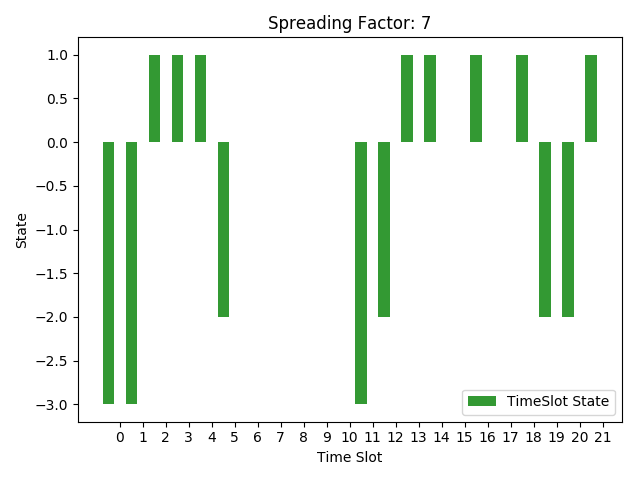 Spreading Factor: 7
1.0
0.5
0.0
−0.5
−1.0
−1.5
−2.0
−2.5
−3.0
State
0 1 2 3 4 5 6 7 8 9 10 11 12 13 14 15 16 17 18 19 20 21
Time Slot
TimeSlot State